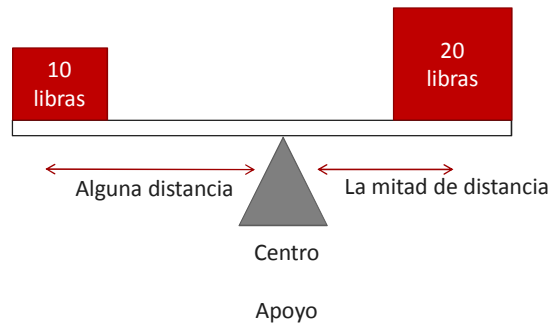 10
libras
20
libras
Alguna distancia
La mitad de distancia
Centro
Apoyo